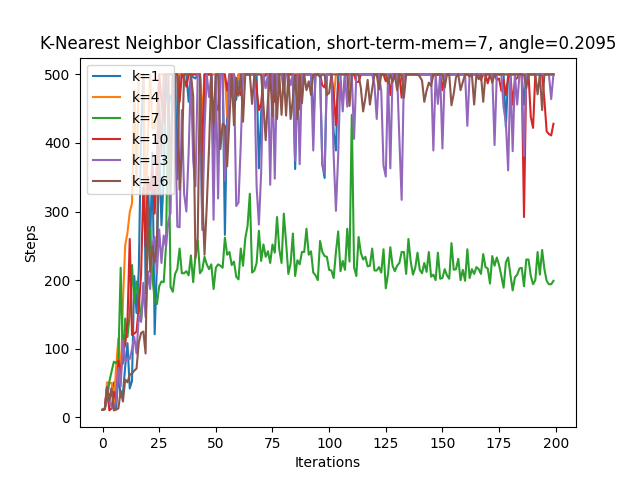 K-Nearest Neighbor Classification, short-term-mem=7, angle=0.2095
500
400
300
200
100
0
Steps
k=1
k=4
k=7
k=10
k=13
k=16
0 25 50 75 100 125 150 175 200
Iterations